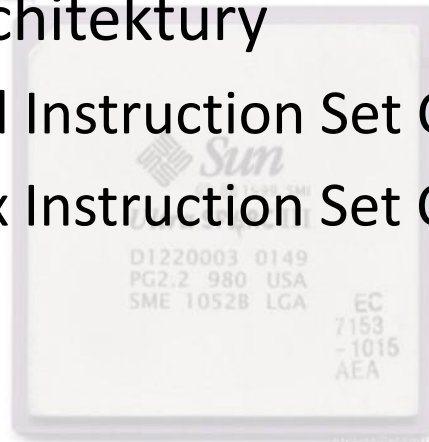 chitektury
Instruction Set
x Instruction Set
Sun
D1220003 0149
PG2.2 980 USA
SME 1052B LGA
EC
7153
-1015
AEA